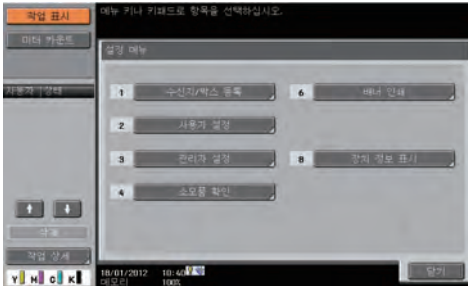 작업 표시
메뉴 키나 키패드로 항목을 선택하십시오.
미터 카운트
설정 메뉴
사용자 상태
1 수신지/박스 등록
6 배너 인쇄
2 사용자 설정
3 관리자 설정
8 장치 정보 표시
4 소모품 확인
삭제
작업 상세
닫기
Y M C K
18/01/2012 10:40
메모리 100%